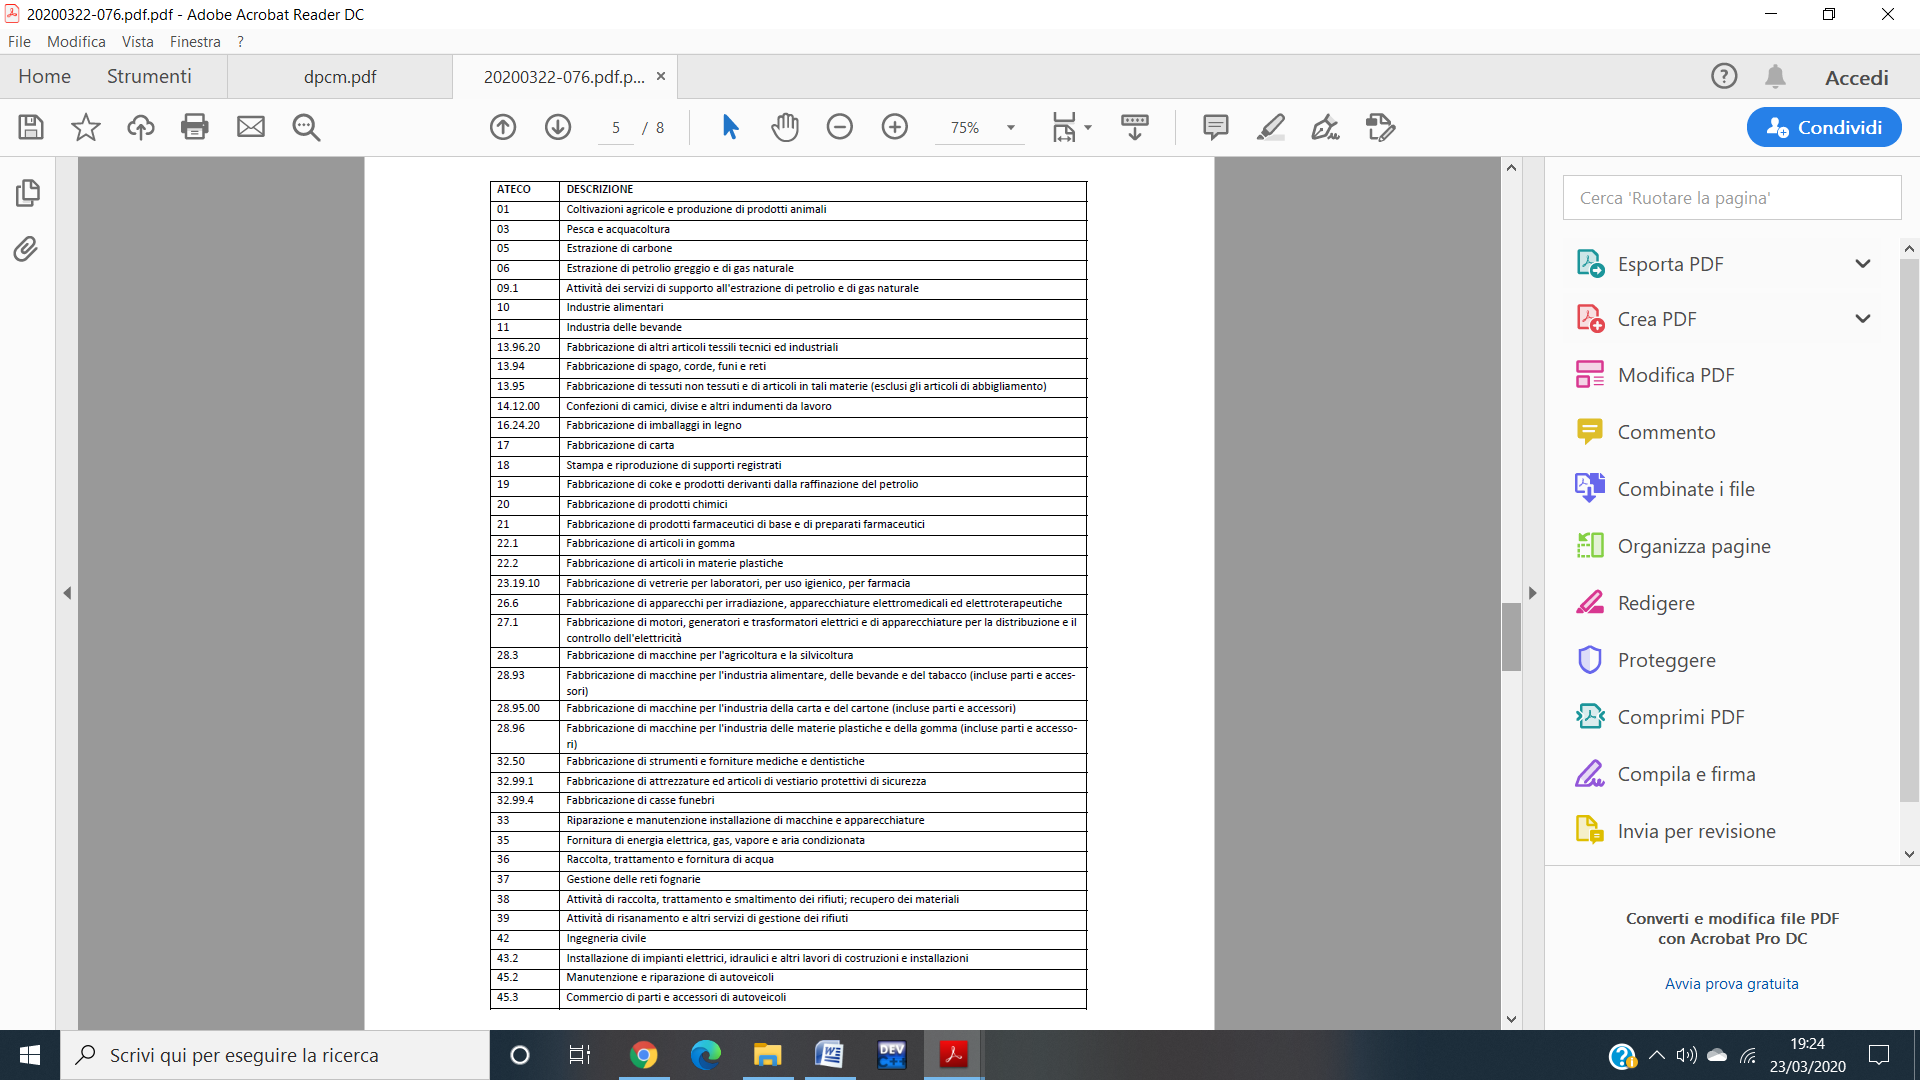 20200322-076.pdf.pdf - Adobe Acrobat Reader DC
File Modifica Vista Finestra ?
Home Strumenti dpcm.pdf 20200322-076.pdf.p... Accedi
5 / 8 75% Condividi
ATECO DESCRIZIONE
01 Coltivazioni agricole e produzione di prodotti animali
03 Pesca e acquacoltura
05 Estrazione di carbone
06 Estrazione di petrolio greggio e di gas naturale
09.1 Attività dei servizi di supporto all'estrazione di petrolio e di gas naturale
10 Industrie alimentari
11 Industria delle bevande
13.96.20 Fabbricazione di altri articoli tessili tecnici ed industriali
13.94 Fabbricazione di spago, corde, funi e reti
13.95 Fabbricazione di tessuti non tessuti e di articoli in tali materie (esclusi gli articoli di abbigliamento)
14.12.00 Confezioni di camici, divise e altri indumenti da lavoro
16.24.20 Fabbricazione di imballaggi in legno
17 Fabbricazione di carta
18 Stampa e riproduzione di supporti registrati
19 Fabbricazione di coke e prodotti derivanti dalla raffinazione del petrolio
20 Fabbricazione di prodotti chimici
21 Fabbricazione di prodotti farmaceutici di base e di preparati farmaceutici
22.1 Fabbricazione di articoli in gomma
22.2 Fabbricazione di articoli in materie plastiche
23.19.10 Fabbricazione di vetrerie per laboratori, per uso igienico, per farmacia
26.6 Fabbricazione di apparecchi per irradiazione, apparecchiature elettromedicali ed elettroterapeutiche
27.1 Fabbricazione di motori, generatori e trasformatori elettrici e di apparecchiature per la distribuzione e il
controllo dell'elettricità
28.3 Fabbricazione di macchine per l'agricoltura e la silvicoltura
28.93 Fabbricazione di macchine per l'industria alimentare, delle bevande e del tabacco (incluse parti e acces-
sori)
28.95.00 Fabbricazione di macchine per l'industria della carta e del cartone (incluse parti e accessori)
28.96 Fabbricazione di macchine per l'industria delle materie plastiche e della gomma (incluse parti e accesso-
ri)
32.50 Fabbricazione di strumenti e forniture mediche e dentistiche
32.99.1 Fabbricazione di attrezzature ed articoli di vestiario protettivi di sicurezza
32.99.4 Fabbricazione di casse funebri
33 Riparazione e manutenzione installazione di macchine e apparecchiature
35 Fornitura di energia elettrica, gas, vapore e aria condizionata
36 Raccolta, trattamento e fornitura di acqua
37 Gestione delle reti fognarie
38 Attività di raccolta, trattamento e smaltimento dei rifiuti; recupero dei materiali
39 Attività di risanamento e altri servizi di gestione dei rifiuti
42 Ingegneria civile
43.2 Installazione di impianti elettrici, idraulici e altri lavori di costruzioni e installazioni
45.2 Manutenzione e riparazione di autoveicoli
45.3 Commercio di parti e accessori di autoveicoli
Cerca 'Ruotare la pagina'
Esporta PDF
Crea PDF
Modifica PDF
Commento
Combinate i file
Organizza pagine
Redigere
Proteggere
Comprimi PDF
Compila e firma
Invia per revisione
Converti e modifica file PDF
con Acrobat Pro DC
Avvia prova gratuita
Scrivi qui per eseguire la ricerca
DEV
C++
19:24
23/03/2020